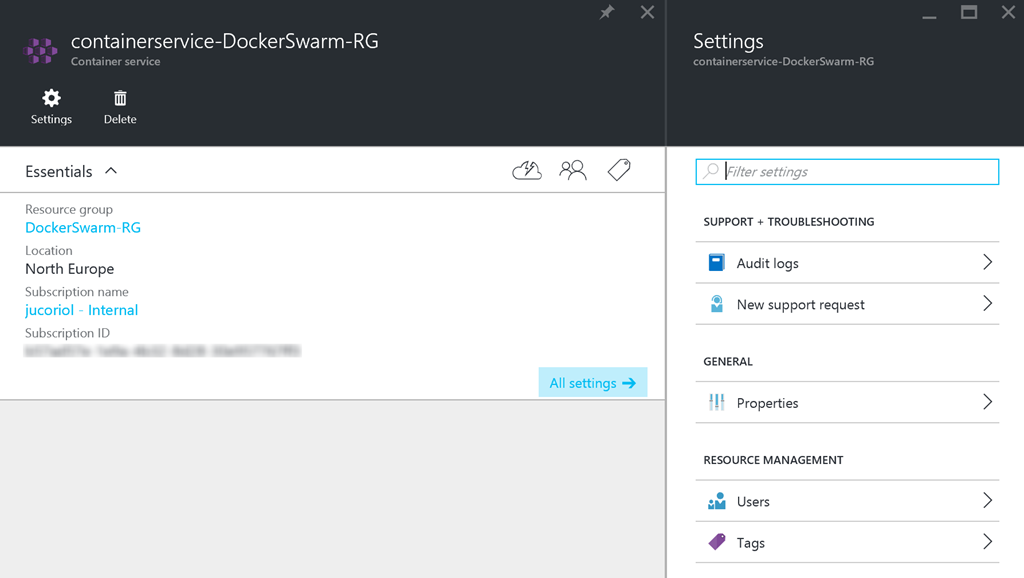 containerservice-DockerSwarm-RG
Container service
Settings
Delete
Essentials
Resource group
DockerSwarm-RG
Location
North Europe
Subscription name
jucoriol - Internal
Subscription ID
All settings
Settings
containerservice-DockerSwarm-RG
Filter settings
SUPPORT + TROUBLESHOOTING
Audit logs
New support request
GENERAL
Properties
RESOURCE MANAGEMENT
Users
Tags